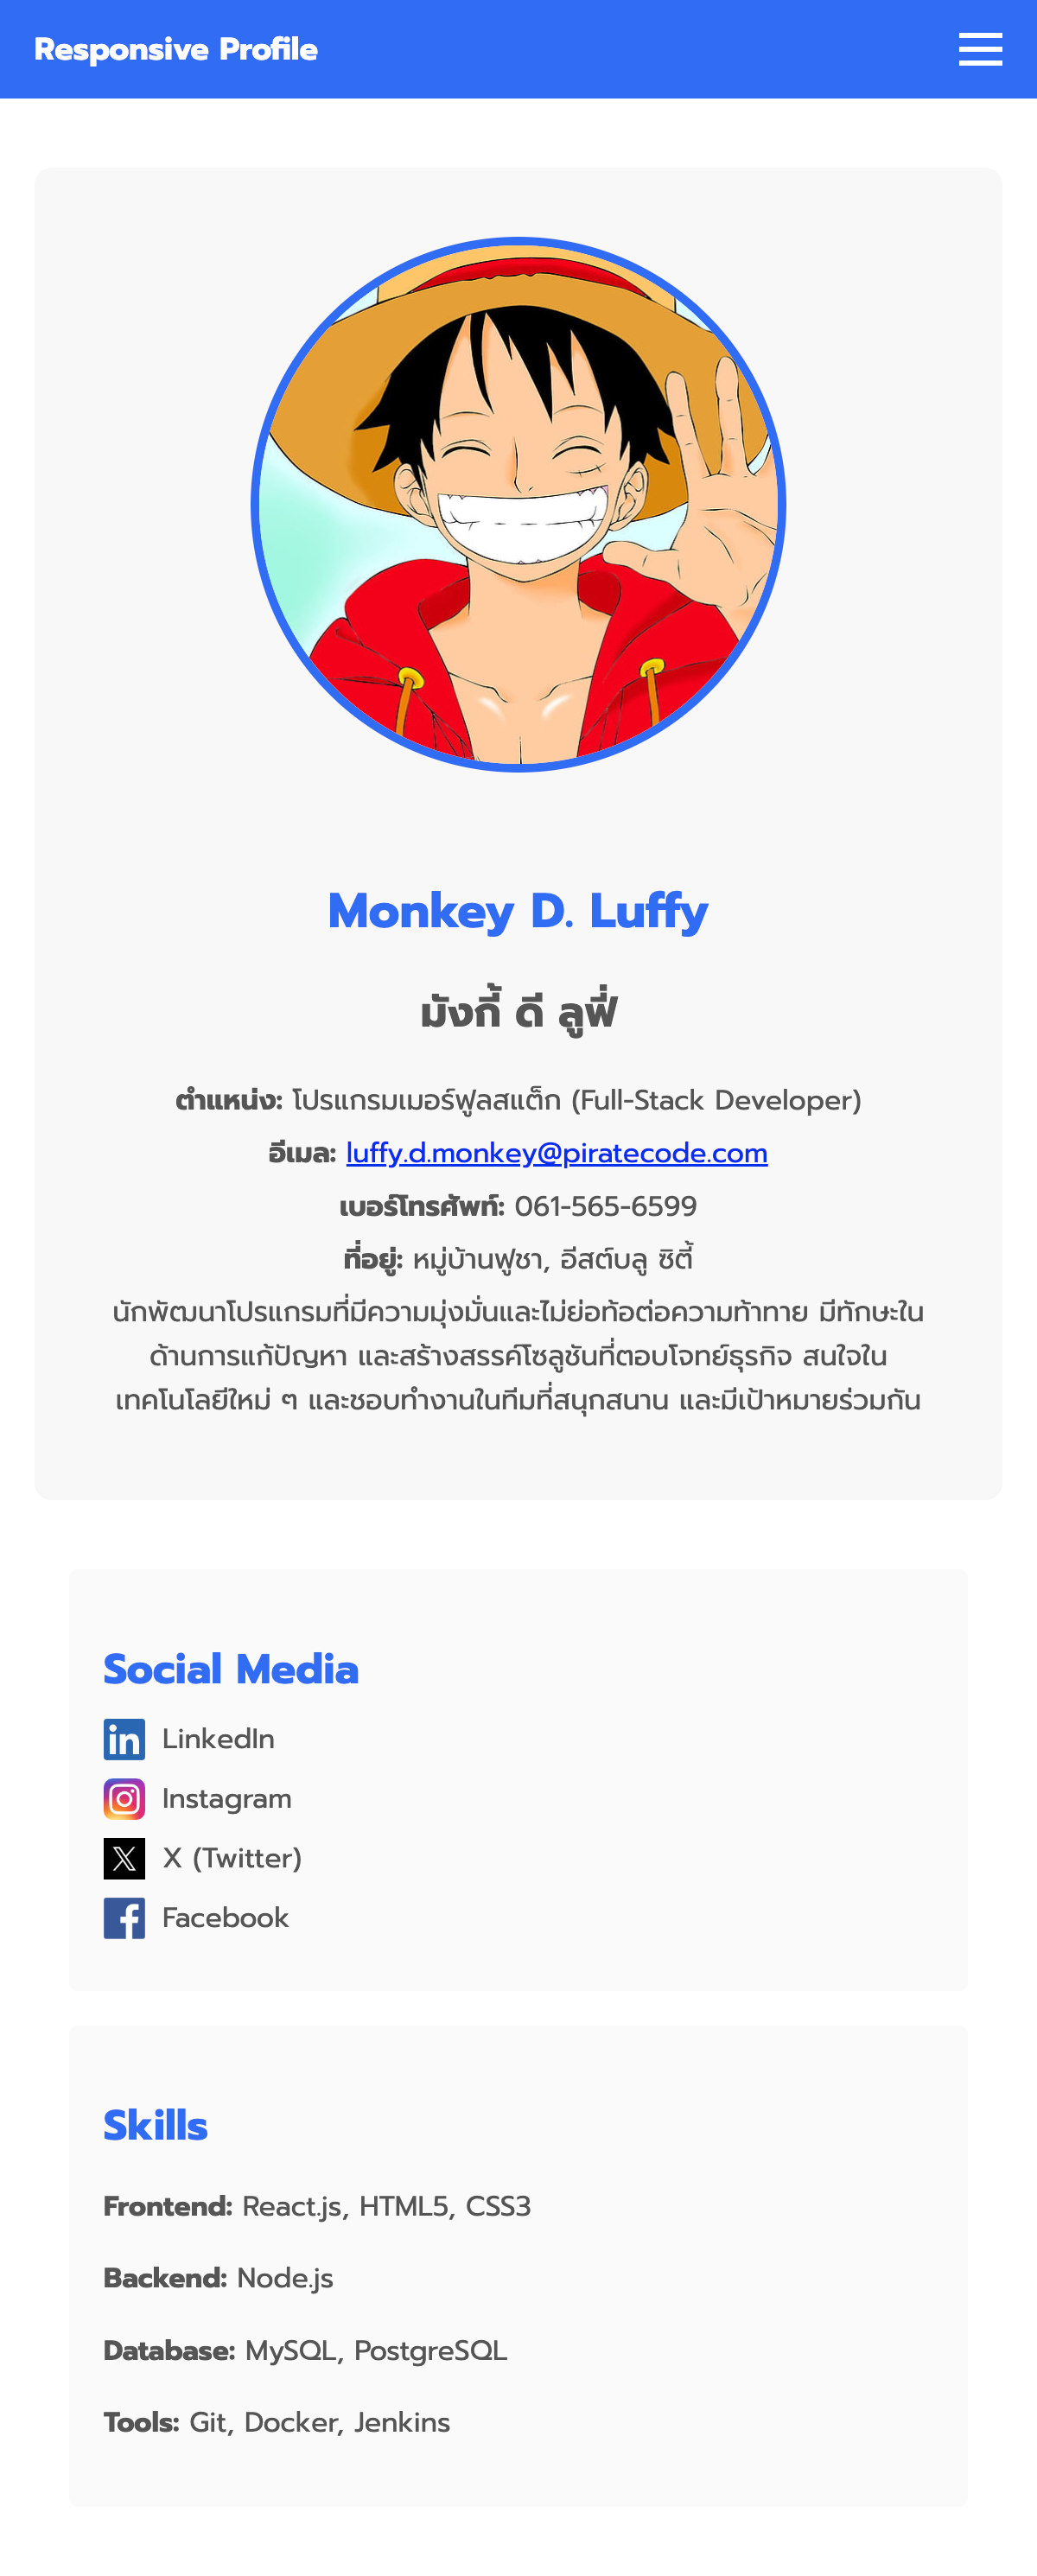 Responsive Profile
Monkey D. Luffy
มังกี้ ดี ลูฟี่
ตำแหน่ง: โปรแกรมเมอร์ฟูลสแต็ก (Full-Stack Developer)
อีเมล: luffy.d.monkey@piratecode.com
เบอร์โทรศัพท์: 061-565-6599
ที่อยู่: หมู่บ้านฟูชา, อีสต์บลู ซิตี้
นักพัฒนาโปรแกรมที่มีความมุ่งมั่นและไม่ย่อท้อต่อความท้าทาย มีทักษะใน
ด้านการแก้ปัญหา และสร้างสรรค์โซลูชันที่ตอบโจทย์ธุรกิจ สนใจใน
เทคโนโลยีใหม่ ๆ และชอบทำงานในทีมที่สนุกสนาน และมีเป้าหมายร่วมกัน
Social Media
LinkedIn
Instagram
X (Twitter)
Facebook
Skills
Frontend: React.js, HTML5, CSS3
Backend: Node.js
Database: MySQL, PostgreSQL
Tools: Git, Docker, Jenkins